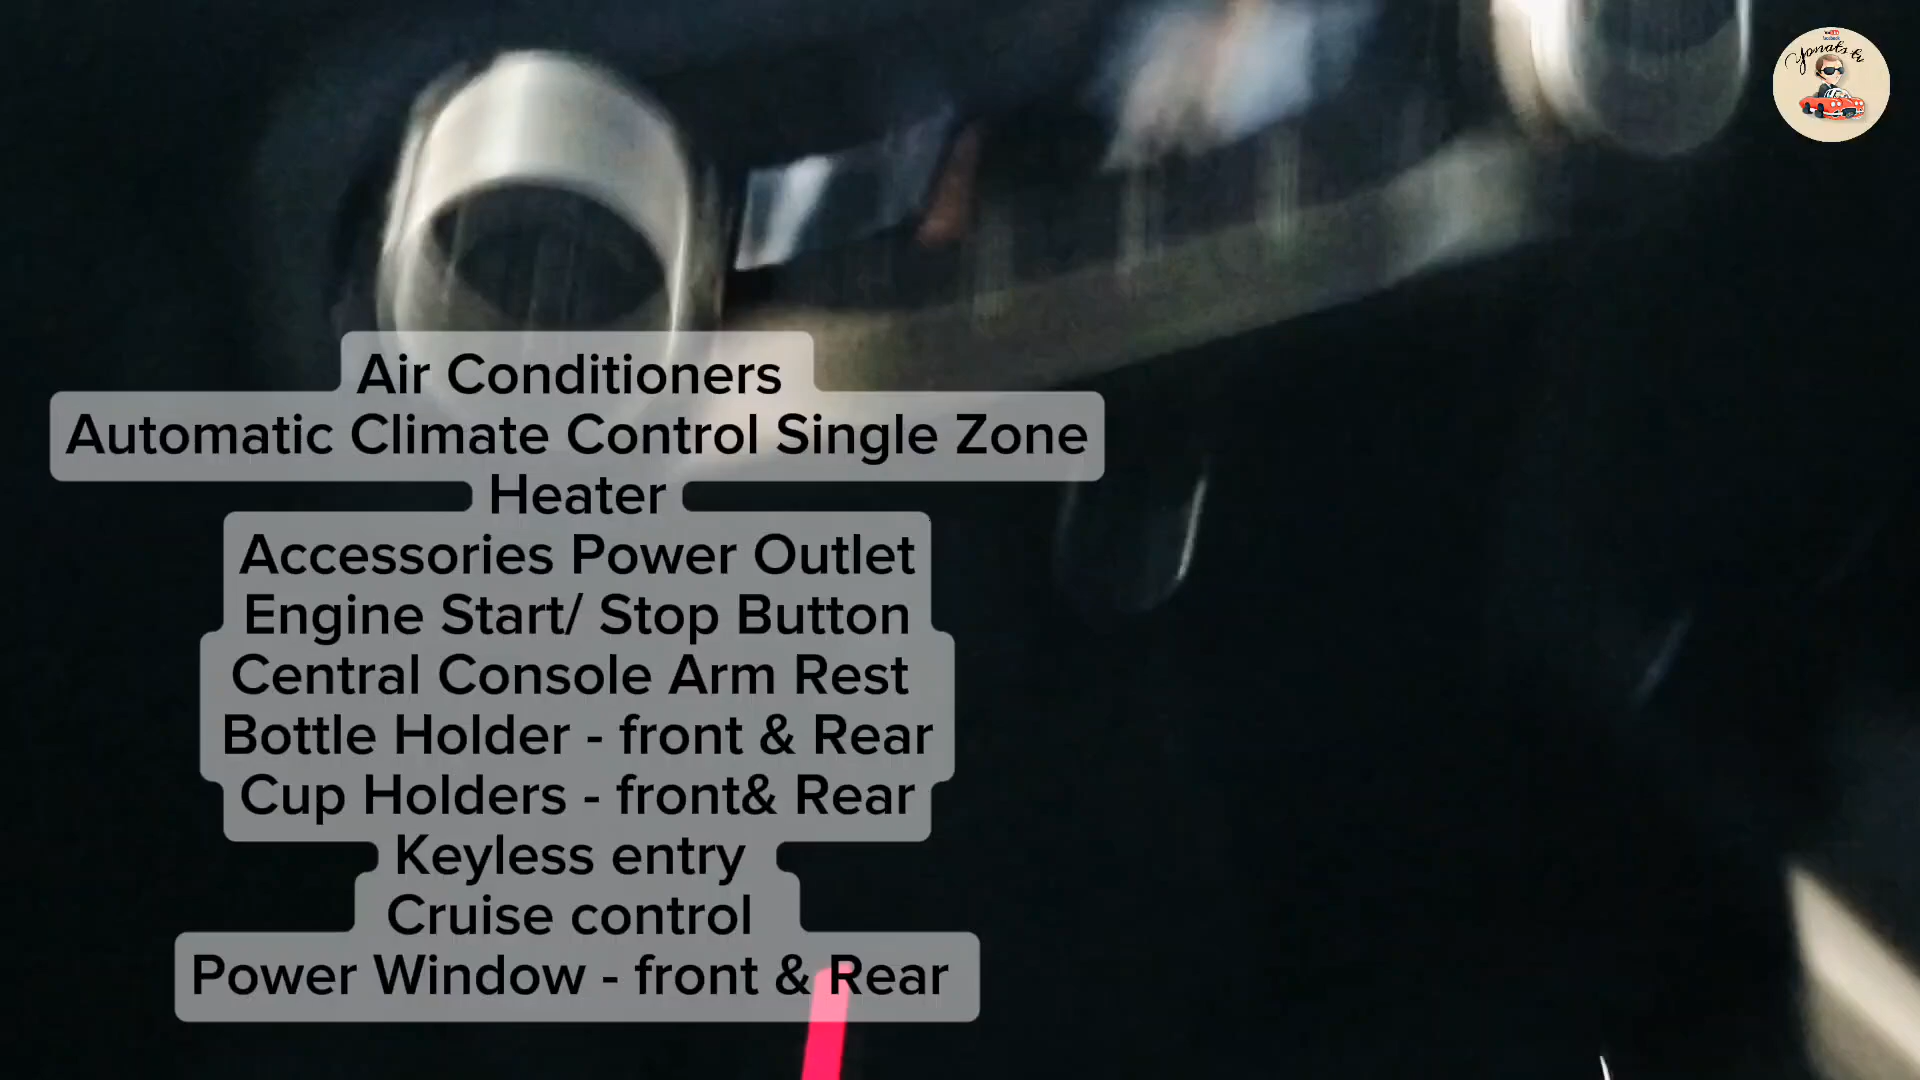 Air Conditioners
Automatic Climate Control Single Zone
Heater
Accessories Power Outlet
Engine Start/ Stop Button
Central Console Arm Rest
Bottle Holder - front & Rear
Cup Holders - front& Rear
Keyless entry
Cruise control
Power Window - front & Rear